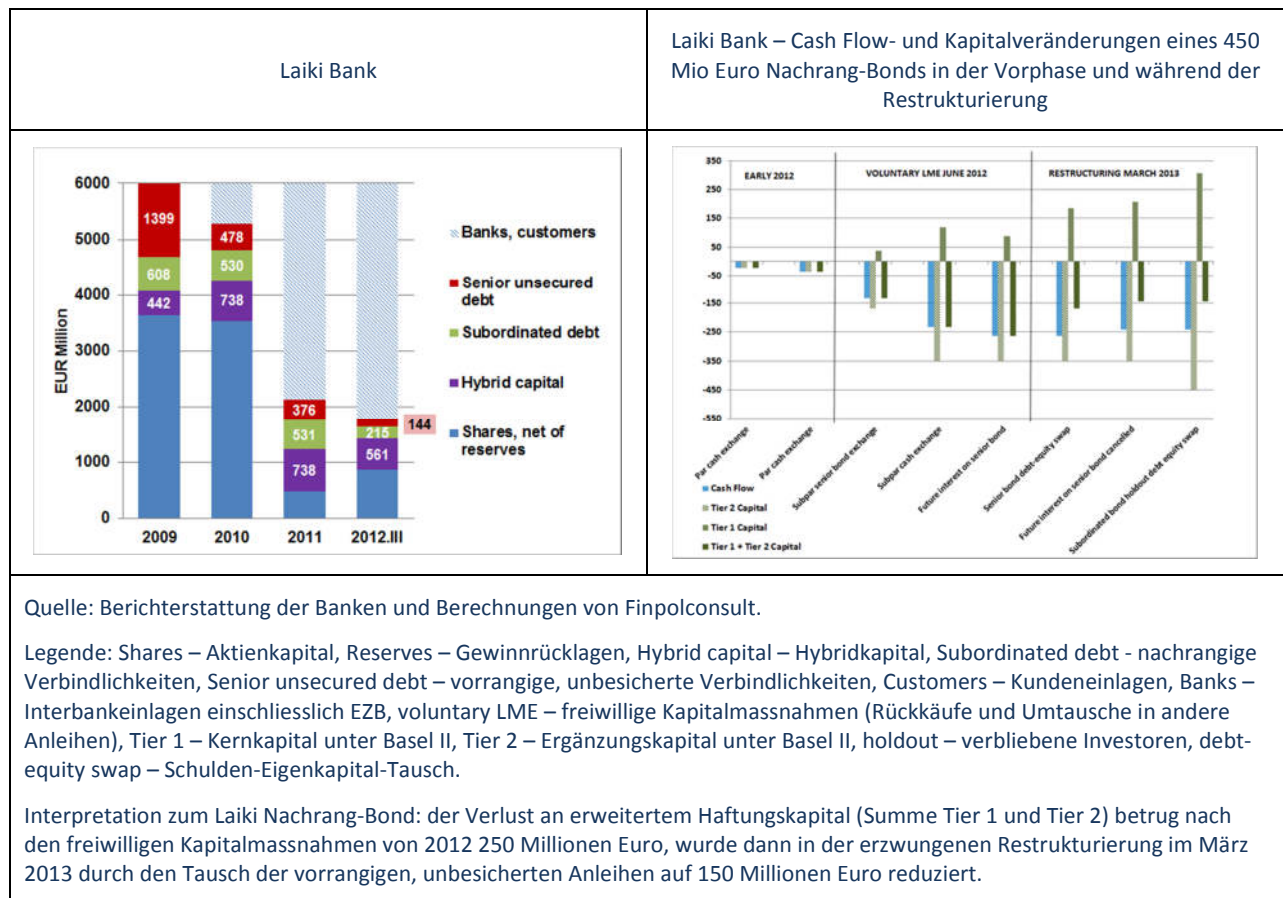 Laiki Bank
Laiki Bank – Cash Flow- und Kapitalveränderungen eines 450
Mio Euro Nachrang-Bonds in der Vorphase und während der
Restrukturierung
EUR Million
6000
5000
4000
3000
2000
1000
0
1399
608
442
478
530
738
376
531
738
144
215
561
2009
2010
2011
2012.III
Banks, customers
Senior unsecured
debt
Subordinated debt
Hybrid capital
Shares, net of
reserves
350
250
150
50
-50
-150
-250
-350
-450
-550
EARLY 2012
VOLUNTARY LME JUNE 2012
RESTRUCTURING MARCH 2013
Par cash exchange
Par cash exchange
Subpar senior bond exchange
Subpar cash exchange
Future interest on senior bond
Senior bond debt-equity swap
Future interest on senior bond cancelled
Subordinated bond holdout debt equity swap
Cash Flow
Tier 2 Capital
Tier 1 Capital
Tier 1 + Tier 2 Capital
Quelle: Berichterstattung der Banken und Berechnungen von Finpolconsult.
Legende: Shares – Aktienkapital, Reserves – Gewinnrücklagen, Hybrid capital – Hybridkapital, Subordinated debt - nachrangige
Verbindlichkeiten, Senior unsecured debt – vorrangige, unbesicherte Verbindlichkeiten, Customers – Kundeneinlagen, Banks –
Interbankeinlagen einschliesslich EZB, voluntary LME – freiwillige Kapitalmassnahmen (Rückkäufe und Umtausche in andere
Anleihen), Tier 1 – Kernkapital unter Basel II, Tier 2 – Ergänzungskapital unter Basel II, holdout – verbliebene Investoren, debt-
equity swap – Schulden-Eigenkapital-Tausch.
Interpretation zum Laiki Nachrang-Bond: der Verlust an erweitertem Haftungskapital (Summe Tier 1 und Tier 2) betrug nach
den freiwilligen Kapitalmassnahmen von 2012 250 Millionen Euro, wurde dann in der erzwungenen Restrukturierung im März
2013 durch den Tausch der vorrangigen, unbesicherten Anleihen auf 150 Millionen Euro reduziert.